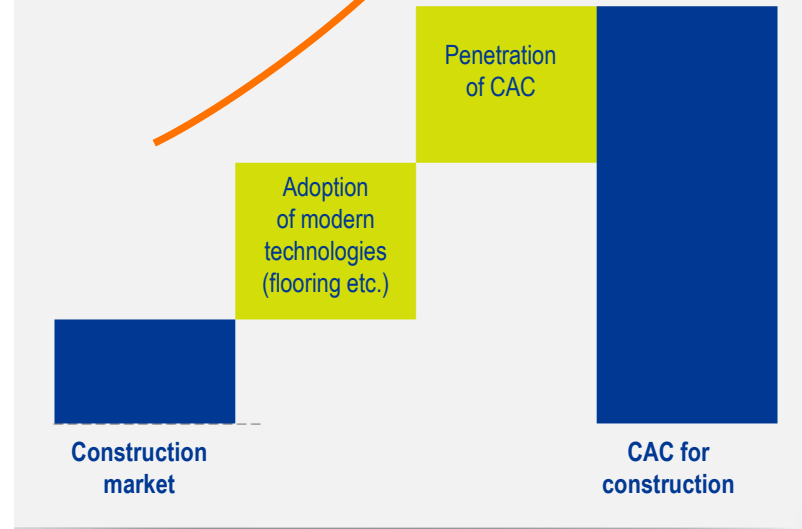 Penetration
of CAC
Adoption
of modern
technologies
(flooring etc.)
Construction
market
CAC for
construction